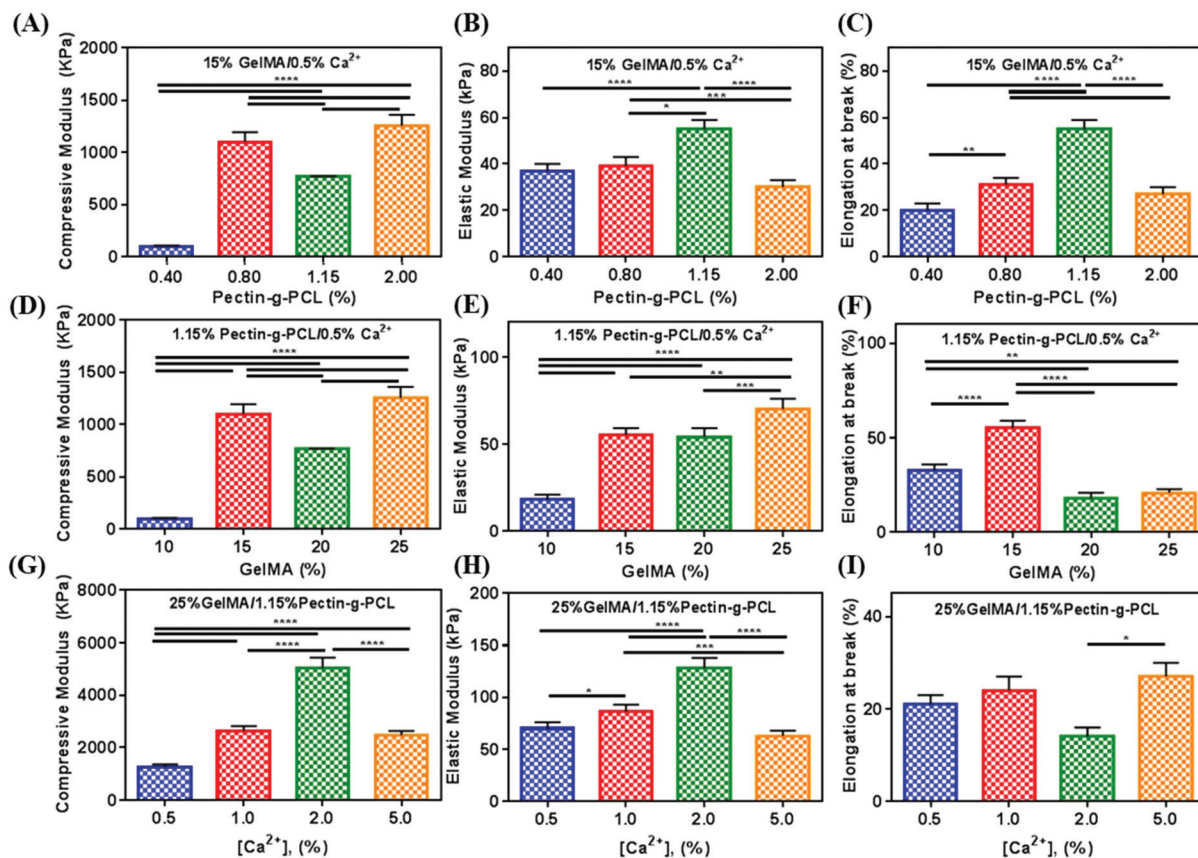 (A)
Compressive Modulus (KPa)
2000
1500
1000
500
0
15% GelMA/0.5% Ca²⁺
****
0.40 0.80 1.15 2.00
Pectin-g-PCL (%)
(B)
Elastic Modulus (kPa)
80
60
40
20
0
15% GelMA/0.5% Ca²⁺
**** ****
***
*
0.40 0.80 1.15 2.00
Pectin-g-PCL (%)
(C)
Elongation at break (%)
80
60
40
20
0
15% GelMA/0.5% Ca²⁺
**** ****
**
0.40 0.80 1.15 2.00
Pectin-g-PCL (%)
(D)
Compressive Modulus (KPa)
2000
1500
1000
500
0
1.15% Pectin-g-PCL/0.5% Ca²⁺
****
10 15 20 25
GelMA (%)
(E)
Elastic Modulus (kPa)
100
50
0
1.15% Pectin-g-PCL/0.5% Ca²⁺
****
**
***
10 15 20 25
GelMA (%)
(F)
Elongation at break (%)
100
50
0
1.15% Pectin-g-PCL/0.5% Ca²⁺
**
****
****
10 15 20 25
GelMA (%)
(G)
Compressive Modulus (KPa)
8000
6000
4000
2000
0
25%GelMA/1.15%Pectin-g-PCL
****
**** ****
0.5 1.0 2.0 5.0
[Ca²⁺], (%)
(H)
Elastic Modulus (kPa)
200
150
100
50
0
25%GelMA/1.15%Pectin-g-PCL
**** ****
***
*
0.5 1.0 2.0 5.0
[Ca²⁺], (%)
(I)
Elongation at break (%)
40
20
0
25%GelMA/1.15%Pectin-g-PCL
*
0.5 1.0 2.0 5.0
[Ca²⁺], (%)